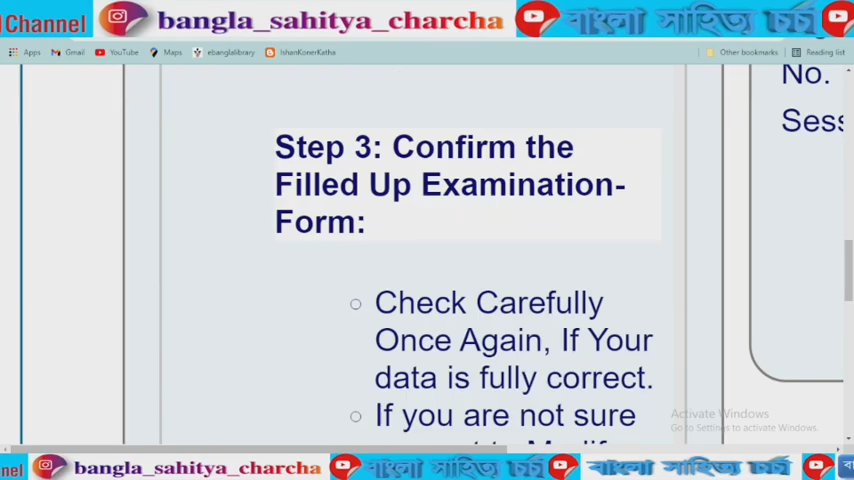 Channel bangla_sahitya_charcha বাংলা সাহিত্য চর্চা
Apps Gmail YouTube Maps ebanglalibrary IshanKonerKatha Other bookmarks Reading list
No.
Step 3: Confirm the
Filled Up Examination-
Form:
Check Carefully
Once Again, If Your
data is fully correct.
If you are not sure
Activate Windows
Go to Settings to activate Windows.
bangla_sahitya_charcha বাংলা সাহিত্য চর্চা বাংলা সাহিত্য চর্চা